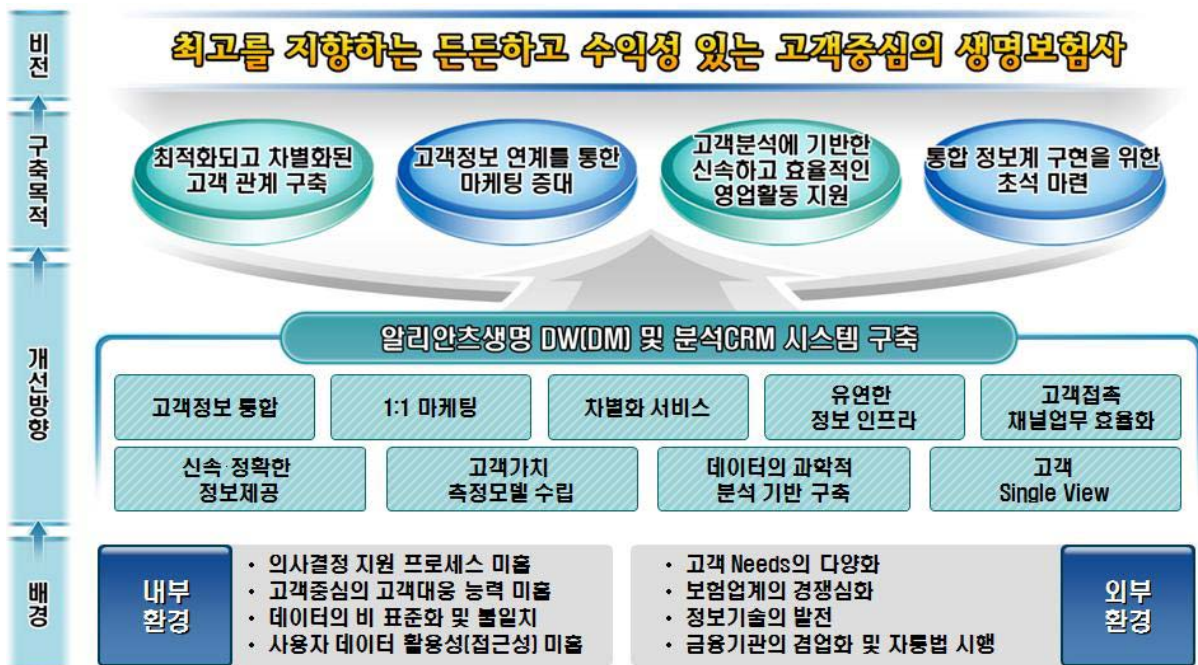 비전
최고를 지향하는 든든하고 수익성 있는 고객중심의 생명보험사
구축목적
최적화되고 차별화된
고객 관계 구축
고객정보 연계를 통한
마케팅 증대
고객분석에 기반한
신속하고 효율적인
영업활동 지원
통합 정보계 구현을 위한
초석 마련
개선방향
알리안츠생명 DW(DM) 및 분석CRM 시스템 구축
고객정보 통합
1:1 마케팅
차별화 서비스
유연한
정보 인프라
고객접촉
채널업무 효율화
신속·정확한
정보제공
고객가치
측정모델 수립
데이터의 과학적
분석 기반 구축
고객
Single View
배경
내부
환경
• 의사결정 지원 프로세스 미흡
• 고객중심의 고객대응 능력 미흡
• 데이터의 비 표준화 및 불일치
• 사용자 데이터 활용성(접근성) 미흡
• 고객 Needs의 다양화
• 보험업계의 경쟁심화
• 정보기술의 발전
• 금융기관의 겸업화 및 자통법 시행
외부
환경